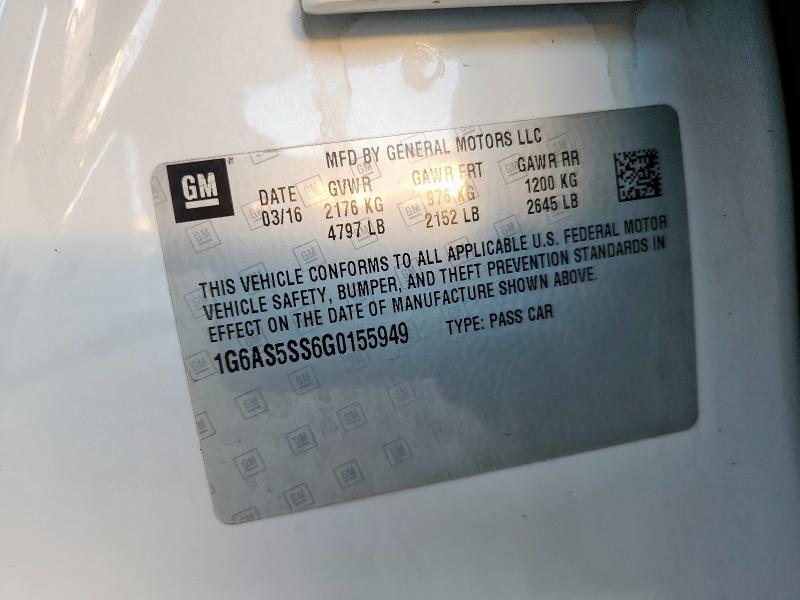 MFD BY GENERAL MOTORS LLC
GM
DATE GVWR GAWR FRT GAWR RR
03/16 2176 KG 976 KG 1200 KG
4797 LB 2152 LB 2645 LB
THIS VEHICLE CONFORMS TO ALL APPLICABLE U.S. FEDERAL MOTOR
VEHICLE SAFETY, BUMPER, AND THEFT PREVENTION STANDARDS IN
EFFECT ON THE DATE OF MANUFACTURE SHOWN ABOVE.
1G6AS5SS6G0155949 TYPE: PASS CAR